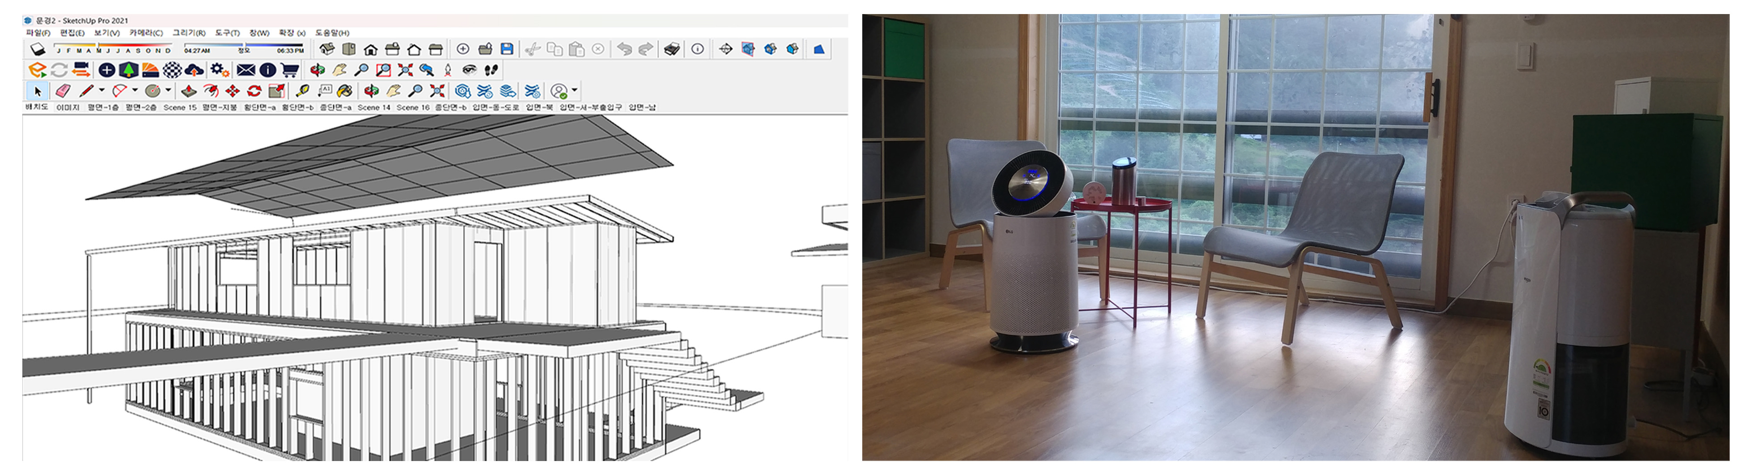 문경2 - SketchUp Pro 2021
파일(F) 편집(E) 보기(V) 카메라(C) 그리기(R) 도구(T) 창(W) 확장 (x) 도움말(H)
J F M A M J J A S O N D 04:27 AM 정오 06:33 PM
배치도 이미지 평면-1층 평면-2층 Scene 15 평면-지붕 횡단면-a 횡단면-b 종단면-a Scene 14 Scene 16 종단면-b 입면-동-도로 입면-북 입면-서-부출입구 입면-남
LG